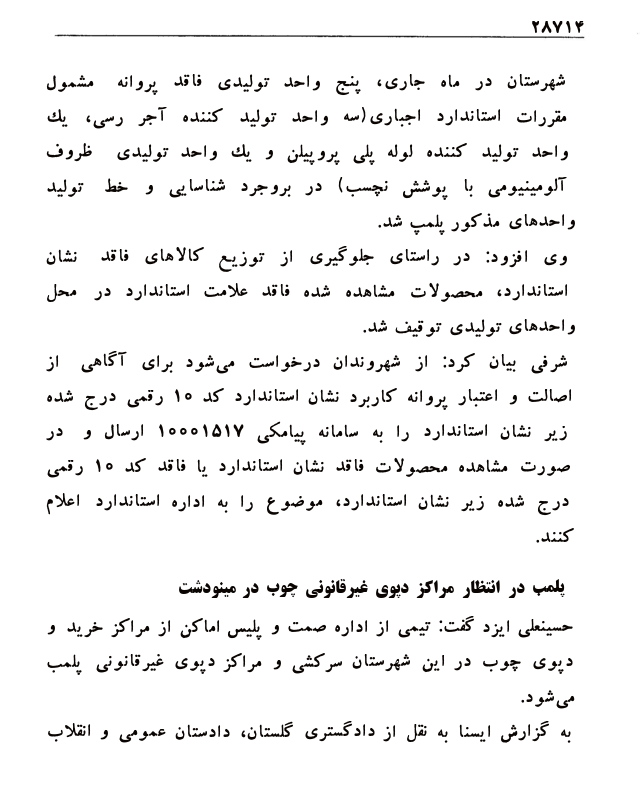 ۲۸۷۱۴
شهرستان در ماه جاری، پنج واحد تولیدی فاقد پروانه مشمول
مقررات استاندارد اجباری(سه واحد تولید کننده آجر رسی، یك
واحد تولید کننده لوله پلی پروپیلن و یك واحد تولیدی ظروف
آلومینیومی با پوشش نچسب) در بروجرد شناسایی و خط تولید
واحدهای مذکور پلمپ شد.
وی افزود: در راستای جلوگیری از توزیع کالاهای فاقد نشان
استاندارد، محصولات مشاهده شده فاقد علامت استاندارد در محل
واحدهای تولیدی توقیف شد.
شرفی بیان کرد: از شهروندان درخواست می‌شود برای آگاهی از
اصالت و اعتبار پروانه کاربرد نشان استاندارد کد ۱۰ رقمی درج شده
زیر نشان استاندارد را به سامانه پیامکی ۱۰۰۰۱۵۱۷ ارسال و در
صورت مشاهده محصولات فاقد نشان استاندارد یا فاقد کد ۱۰ رقمی
درج شده زیر نشان استاندارد، موضوع را به اداره استاندارد اعلام
کنند.
پلمب در انتظار مراکز دپوی غیرقانونی چوب در مینودشت
حسینعلی ایزد گفت: تیمی از اداره صمت و پلیس اماکن از مراکز خرید و
دپوی چوب در این شهرستان سرکشی و مراکز دپوی غیرقانونی پلمب
می‌شود.
به گزارش ایسنا به نقل از دادگستری گلستان، دادستان عمومی و انقلاب